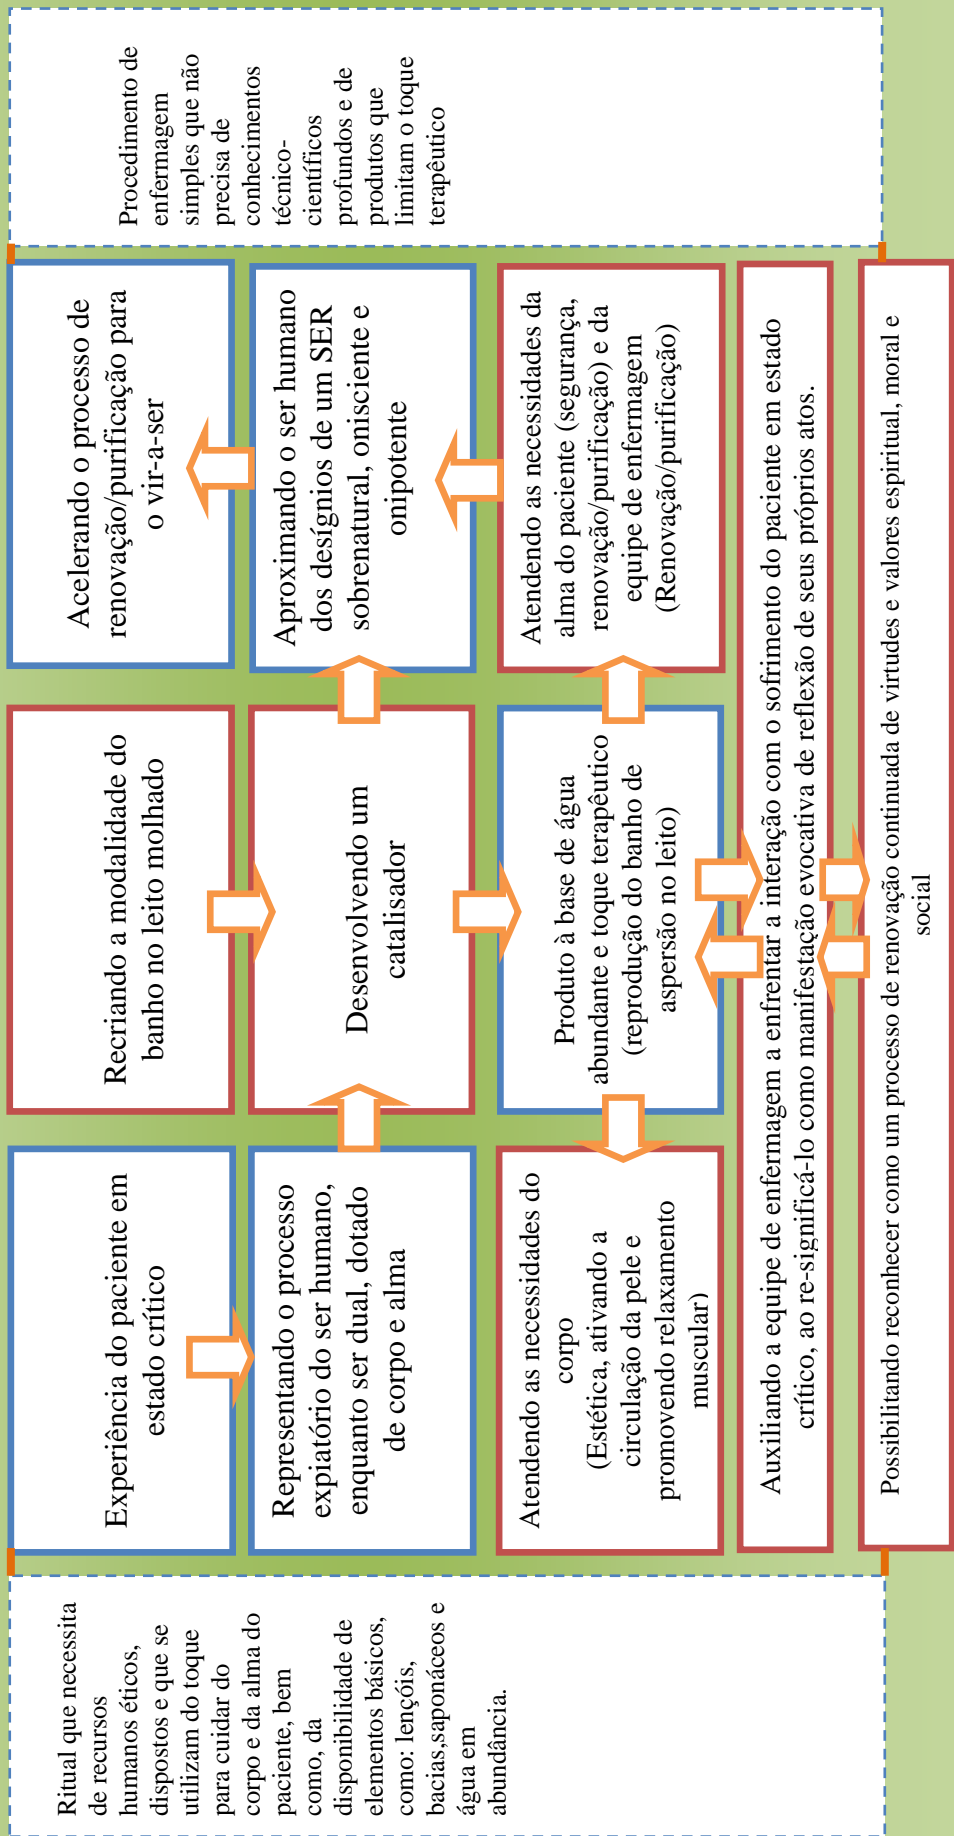 Ritual que necessita
de recursos
humanos éticos,
dispostos e que se
utilizam do toque
para cuidar do
corpo e da alma do
paciente, bem
como, da
disponibilidade de
elementos básicos,
como: lençóis,
bacias,saponáceos e
água em
abundância.
Experiência do paciente em
estado crítico
Recriando a modalidade do
banho no leito molhado
Acelerando o processo de
renovação/purificação para
o vir-a-ser
Representando o processo
expiatório do ser humano,
enquanto ser dual, dotado
de corpo e alma
Desenvolvendo um
catalisador
Aproximando o ser humano
dos desígnios de um SER
sobrenatural, onisciente e
onipotente
Atendendo as necessidades do
corpo
(Estética, ativando a
circulação da pele e
promovendo relaxamento
muscular)
Produto à base de água
abundante e toque terapêutico
(reprodução do banho de
aspersão no leito)
Atendendo as necessidades da
alma do paciente (segurança,
renovação/purificação) e da
equipe de enfermagem
(Renovação/purificação)
Auxiliando a equipe de enfermagem a enfrentar a interação com o sofrimento do paciente em estado
crítico, ao re-significá-lo como manifestação evocativa de reflexão de seus próprios atos.
Possibilitando reconhecer como um processo de renovação continuada de virtudes e valores espiritual, moral e
social
Procedimento de
enfermagem
simples que não
precisa de
conhecimentos
técnico-
científicos
profundos e de
produtos que
limitam o toque
terapêutico